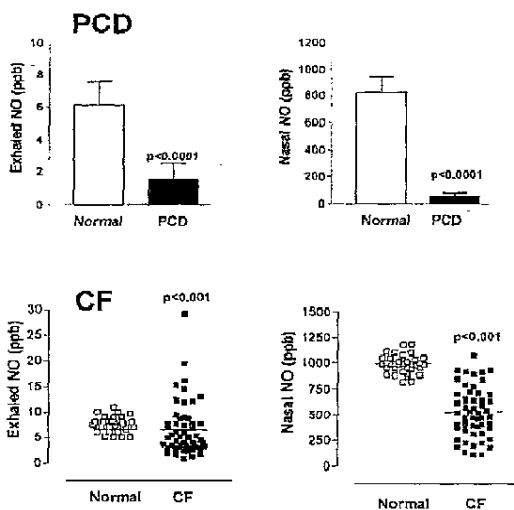 PCD
Exhaled NO (ppb)
10
8
6
4
2
0
p<0.0001
Normal PCD
Nasal NO (ppb)
1200
1000
800
600
400
200
0
p<0.0001
Normal PCD
CF
Exhaled NO (ppb)
30
25
20
15
10
5
0
p<0.001
Normal CF
Nasal NO (ppb)
1500
1250
1000
750
500
250
0
p<0.001
Normal CF